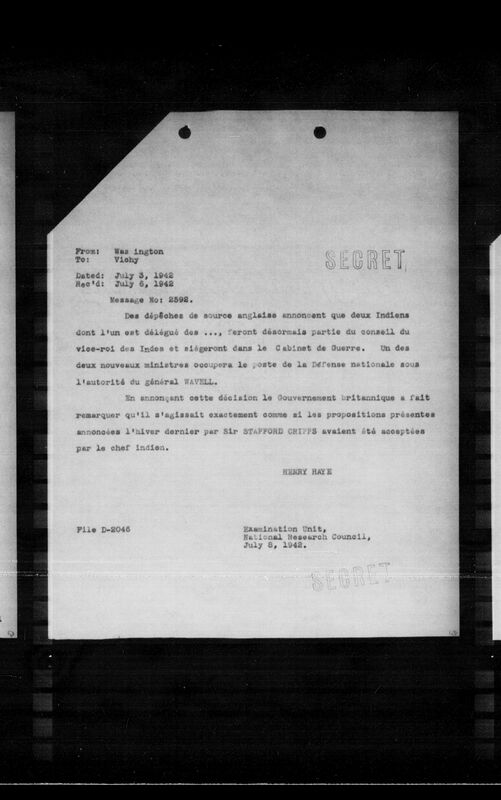 From: Was ington
To: Vichy
SECRET
Dated: July 3, 1942
Rec'd: July 6, 1942
Message No: 2592.
Des dépêches de source anglaise annoncent que deux Indiens
dont l'un est délégué des ..., feront désormais partie du conseil du
vice-roi des Indes et siégeront dans le Cabinet de Guerre. Un des
deux nouveaux ministres occupera le poste de la Défense nationale sous
l'autorité du général WAVELL.
En annonçant cette décision le Gouvernement britannique a fait
remarquer qu'il s'agissait exactement comme si les propositions présentes
annoncées l'hiver dernier par Sir STAFFORD CRIPPS avaient été acceptées
par le chef indien.
HENRY HAYE
File D-2046
Examination Unit,
National Research Council,
July 8, 1942.
SECRET